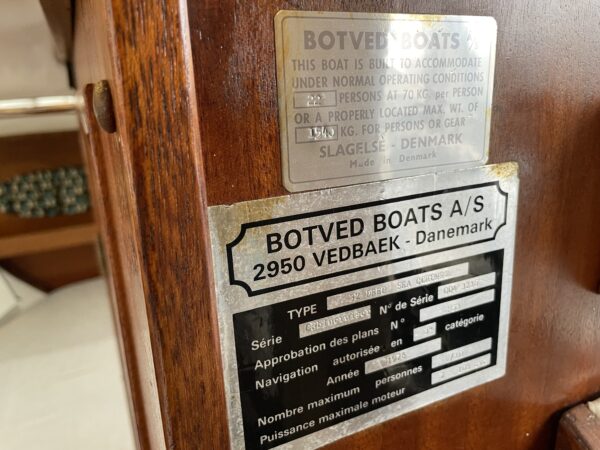 BOTVED BOATS A/S
THIS BOAT IS BUILT TO ACCOMMODATE
UNDER NORMAL OPERATING CONDITIONS
22 PERSONS AT 70 KG. per PERSON
OR A PROPERLY LOCATED MAX. WT. OF
1540 KG. FOR PERSONS OR GEAR
SLAGELSE - DENMARK
Made in Denmark
BOTVED BOATS A/S
2950 VEDBAEK - Danemark
TYPE
Série N° de Série
Approbation des plans N°
Navigation autorisée en catégorie
Année
Nombre maximum personnes
Puissance maximale moteur